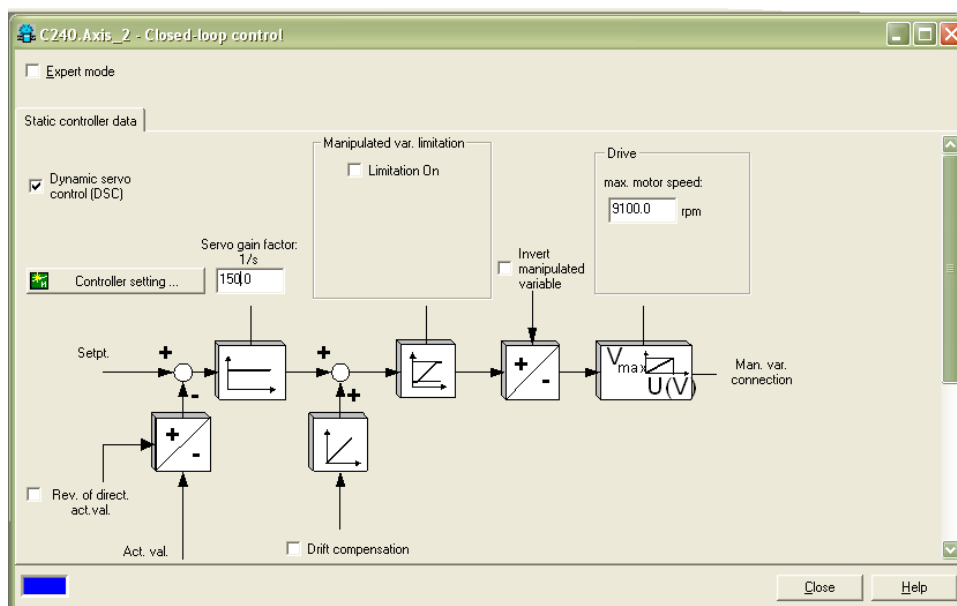 C240.Axis_2 - Closed-loop control
Expert mode
Static controller data
Manipulated var. limitation
Limitation On
Drive
max. motor speed:
9100.0 rpm
Dynamic servo
control (DSC)
Servo gain factor:
1/s
Controller setting ...
150.0
Invert
manipulated
variable
Setpt.
+
-
+
+
+
-
Vmax
U(V)
Man. var.
connection
+
-
Rev. of direct.
act.val.
Act. val.
Drift compensation
Close
Help